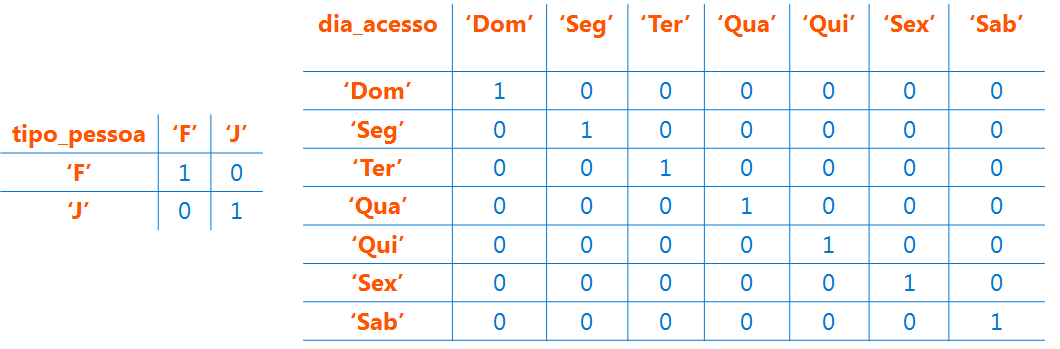 tipo_pessoa ‘F’ ‘J’
‘F’ 1 0
‘J’ 0 1
dia_acesso ‘Dom’ ‘Seg’ ‘Ter’ ‘Qua’ ‘Qui’ ‘Sex’ ‘Sab’
‘Dom’ 1 0 0 0 0 0 0
‘Seg’ 0 1 0 0 0 0 0
‘Ter’ 0 0 1 0 0 0 0
‘Qua’ 0 0 0 1 0 0 0
‘Qui’ 0 0 0 0 1 0 0
‘Sex’ 0 0 0 0 0 1 0
‘Sab’ 0 0 0 0 0 0 1